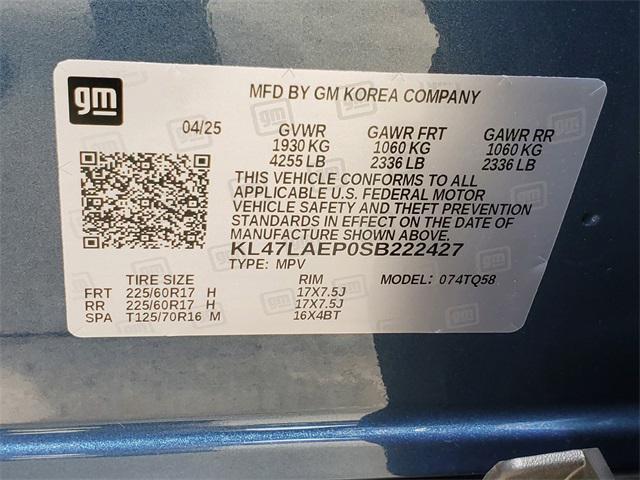 gm
MFD BY GM KOREA COMPANY
04/25 GVWR GAWR FRT GAWR RR
1930 KG 1060 KG 1060 KG
4255 LB 2336 LB 2336 LB
THIS VEHICLE CONFORMS TO ALL
APPLICABLE U.S. FEDERAL MOTOR
VEHICLE SAFETY AND THEFT PREVENTION
STANDARDS IN EFFECT ON THE DATE OF
MANUFACTURE SHOWN ABOVE.
KL47LAEP0SB222427
TYPE: MPV
TIRE SIZE RIM MODEL: 074TQ58
FRT 225/60R17 H 17X7.5J
RR 225/60R17 H 17X7.5J
SPA T125/70R16 M 16X4BT